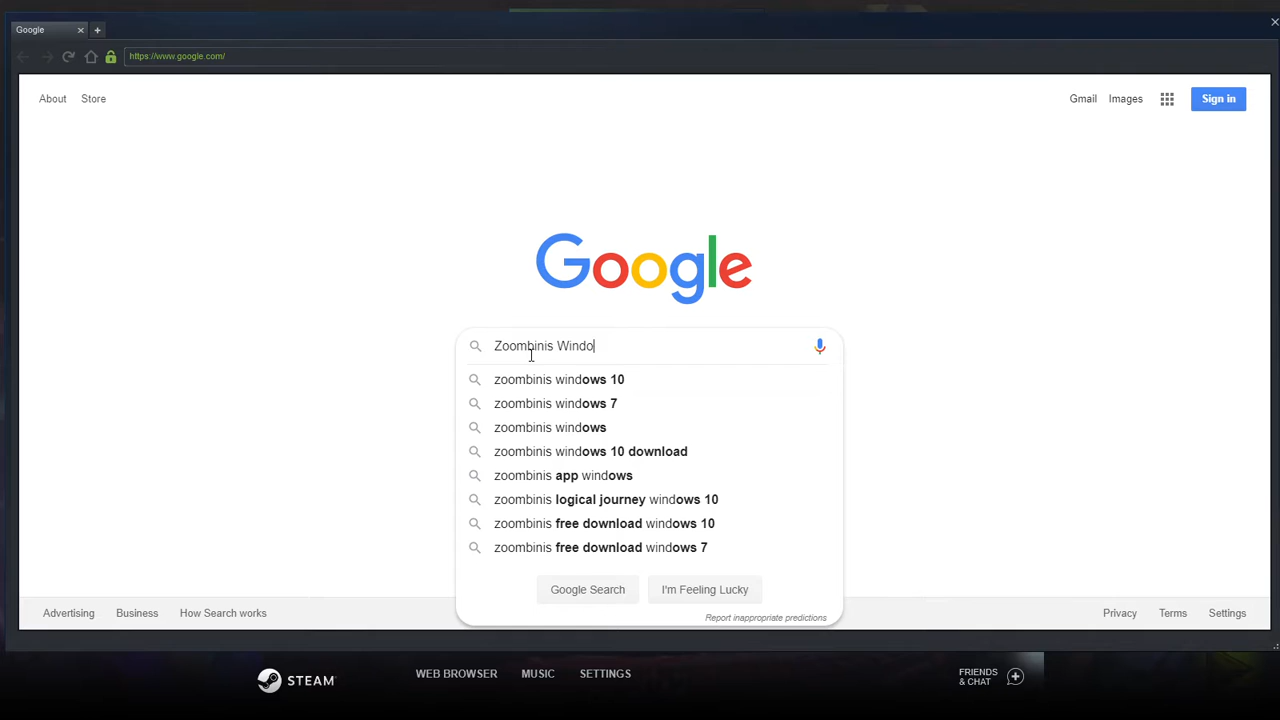 Google
https://www.google.com/
About Store
Gmail Images Sign in
Google
Zoombinis Windo
zoombinis windows 10
zoombinis windows 7
zoombinis windows
zoombinis windows 10 download
zoombinis app windows
zoombinis logical journey windows 10
zoombinis free download windows 10
zoombinis free download windows 7
Google Search I'm Feeling Lucky
Report inappropriate predictions
Advertising Business How Search works
Privacy Terms Settings
STEAM WEB BROWSER MUSIC SETTINGS
FRIENDS
& CHAT